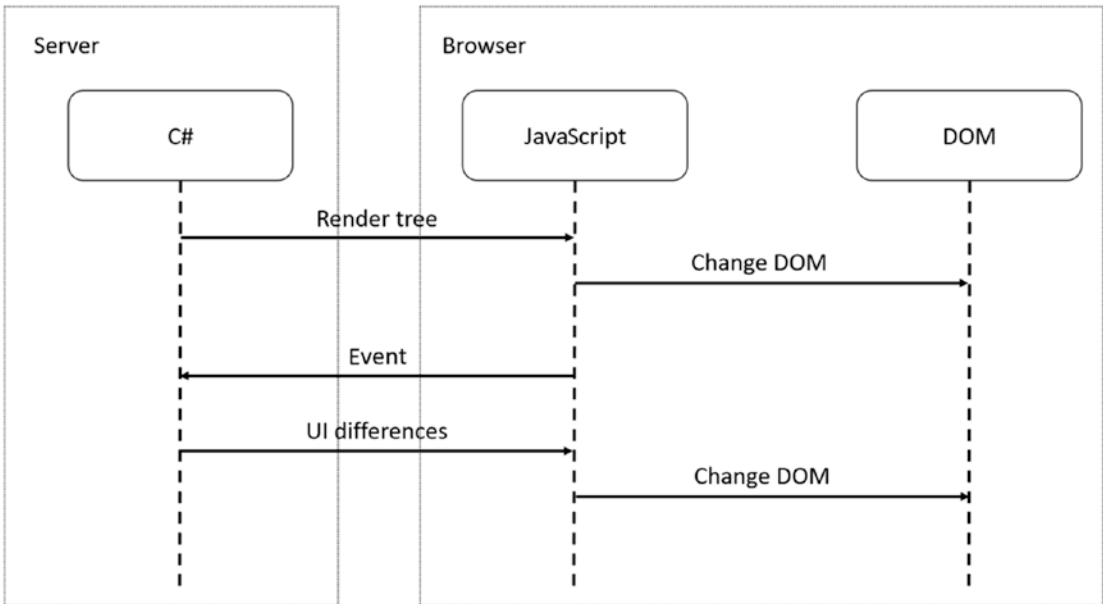 Server
Browser
C#
JavaScript
DOM
Render tree
Change DOM
Event
UI differences
Change DOM